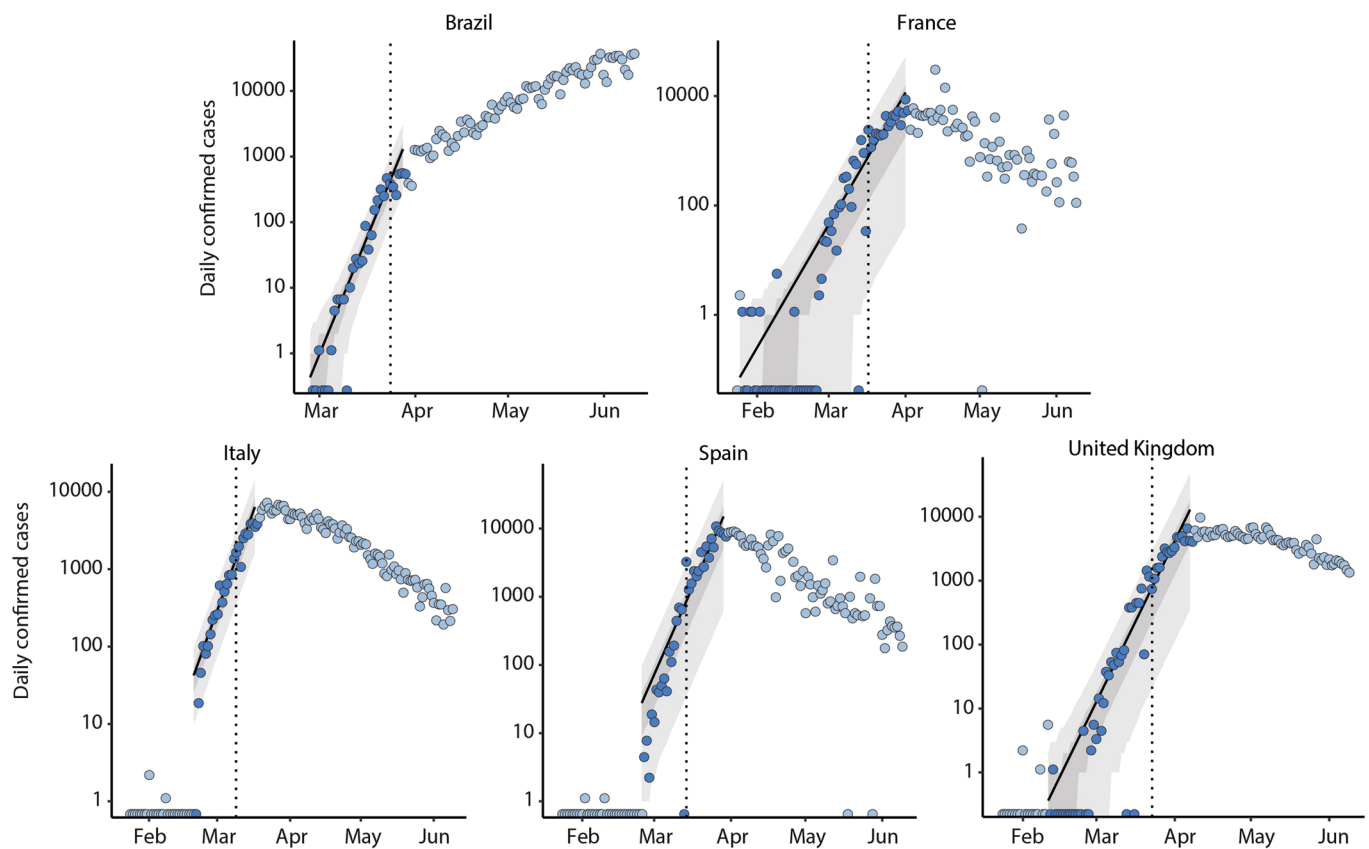 Brazil
France
Daily confirmed cases
10000
1000
100
10
1
Mar Apr May Jun
10000
100
1
Feb Mar Apr May Jun
Italy
Spain
United Kingdom
Daily confirmed cases
10000
1000
100
10
1
Feb Mar Apr May Jun
10000
1000
100
10
1
Feb Mar Apr May Jun
10000
1000
100
10
1
Feb Mar Apr May Jun